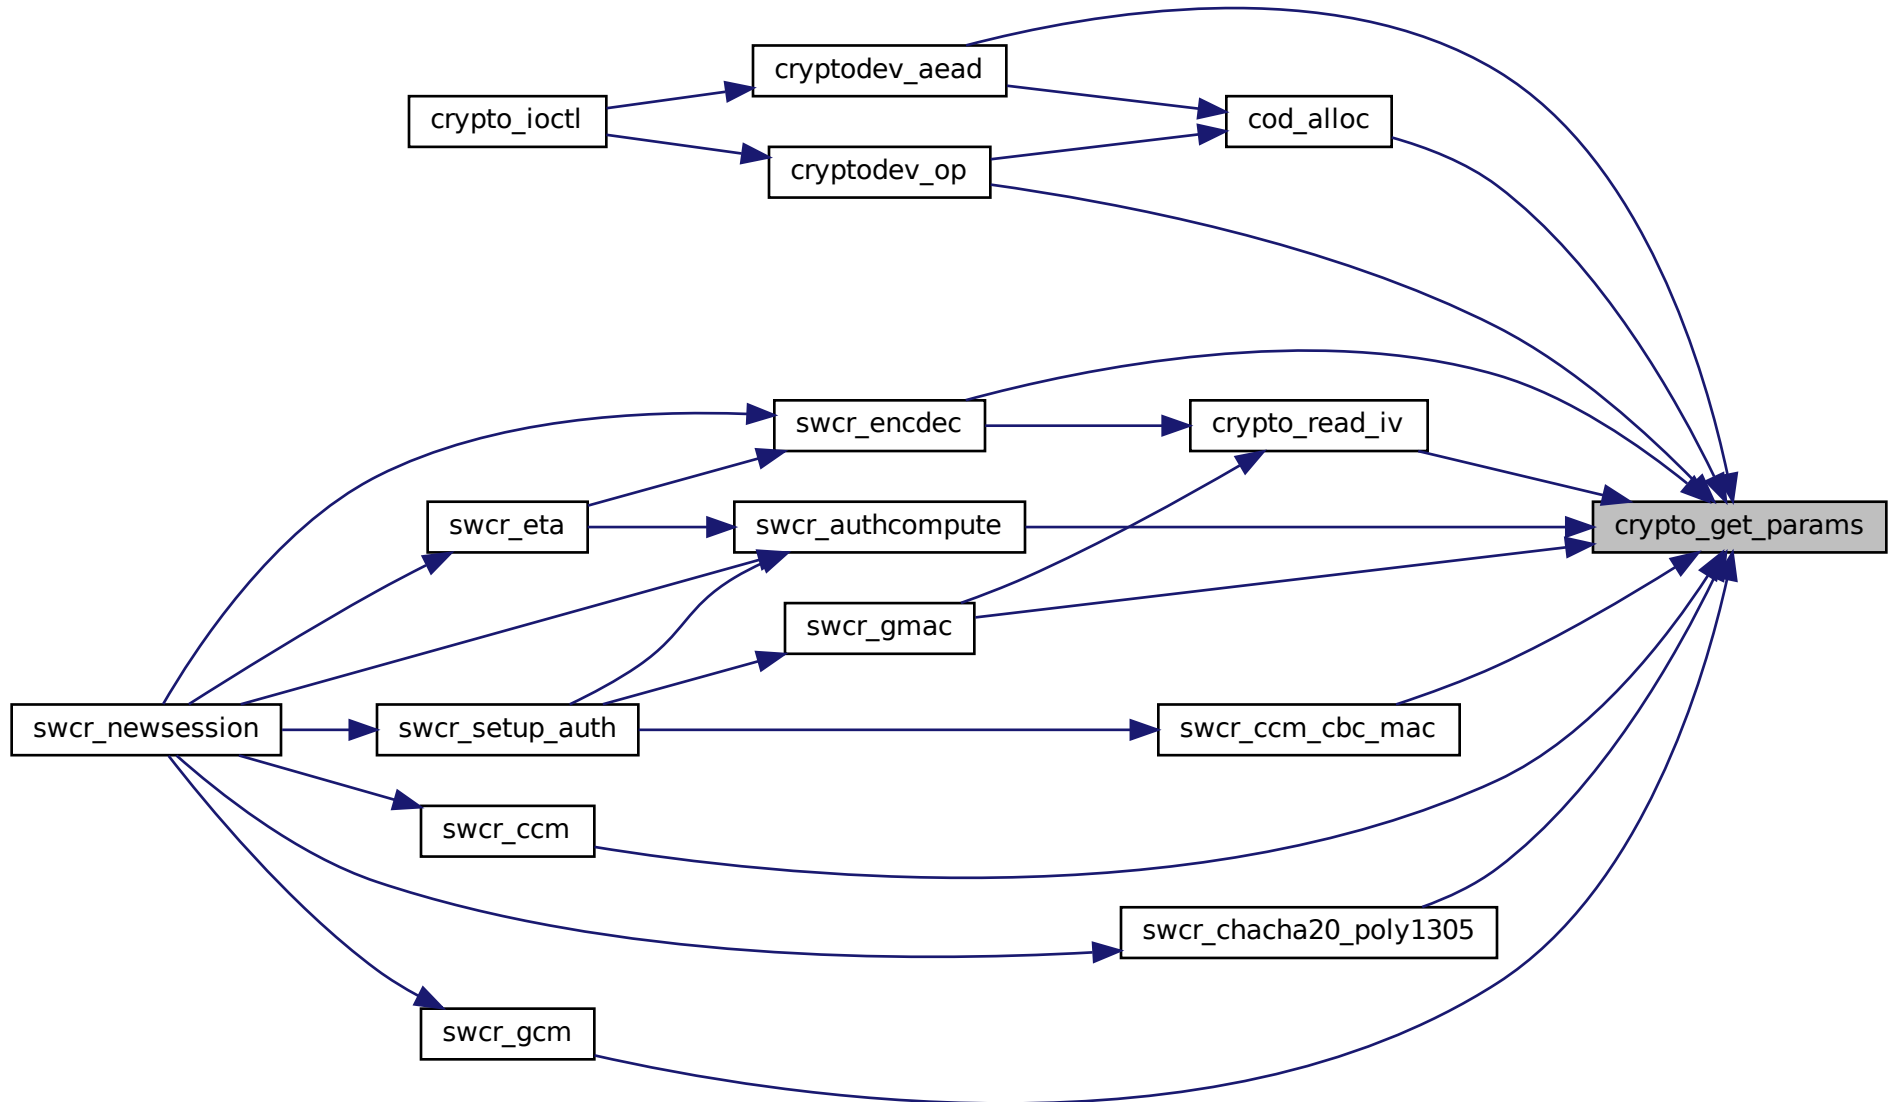 cryptodev_aead
crypto_ioctl
cod_alloc
cryptodev_op
swcr_encdec
crypto_read_iv
swcr_eta
swcr_authcompute
crypto_get_params
swcr_gmac
swcr_newsession
swcr_setup_auth
swcr_ccm_cbc_mac
swcr_ccm
swcr_chacha20_poly1305
swcr_gcm